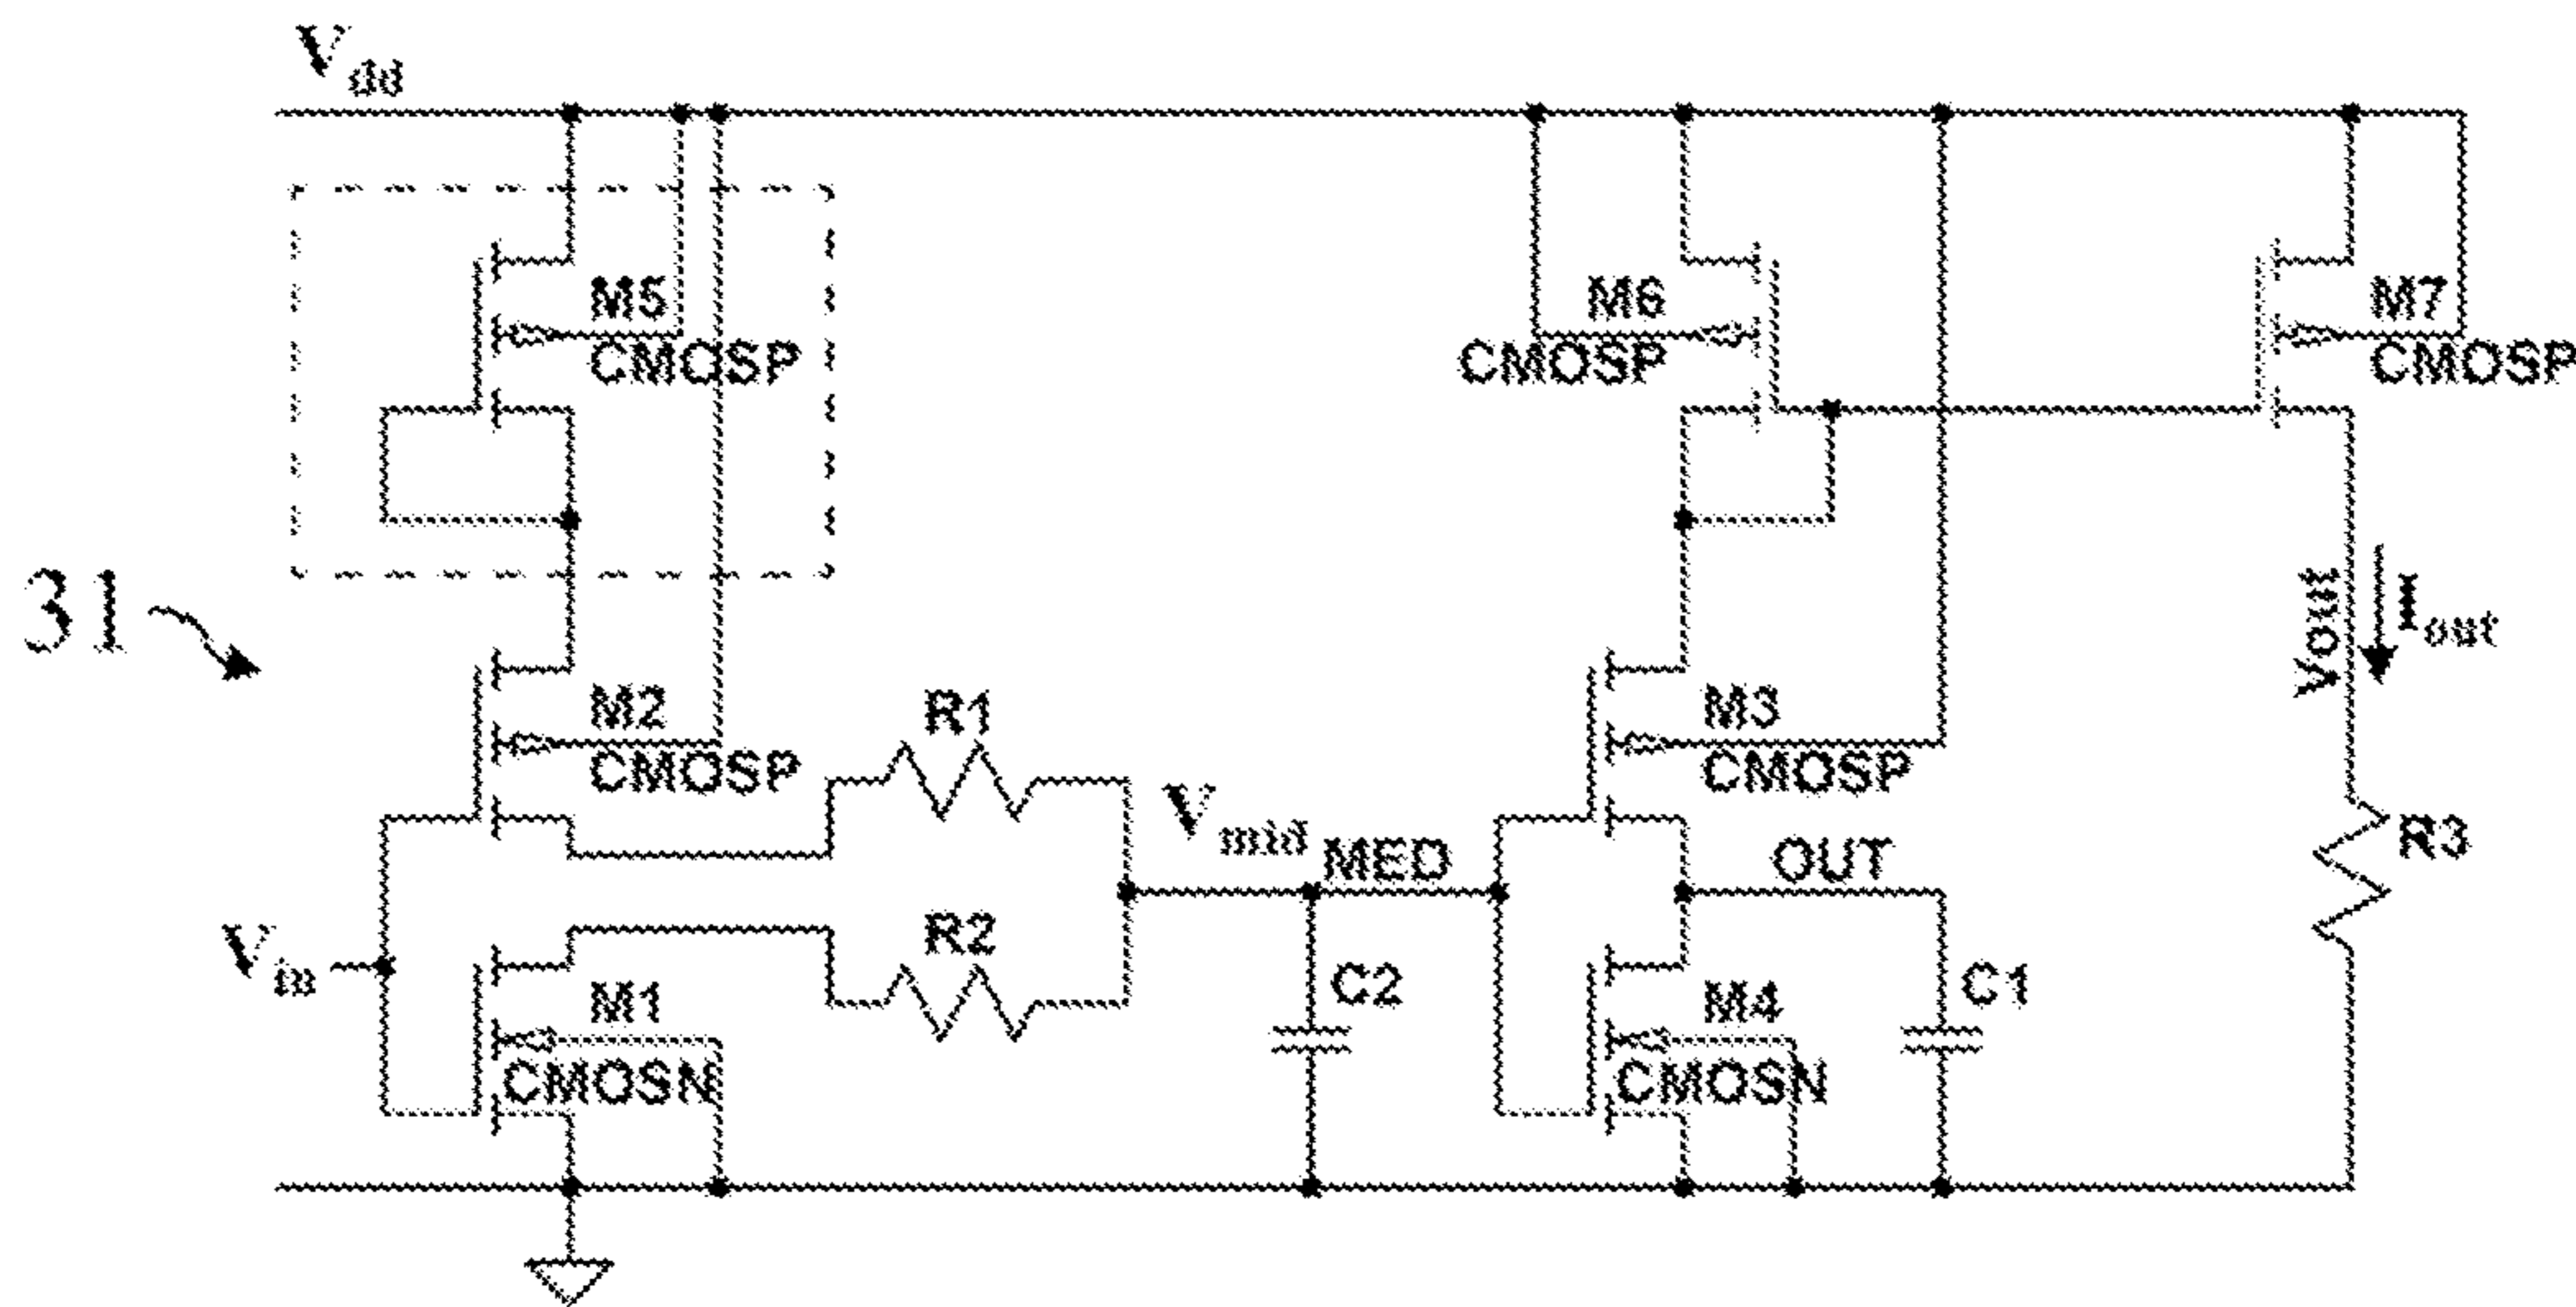 Vdd
M5
CMOSP
M6
CMOSP
M7
CMOSP
31
M2
CMOSP
R1
Vmid
MED
M3
CMOSP
OUT
Vout
Iout
R3
Vin
M1
CMOSN
R2
C2
M4
CMOSN
C1